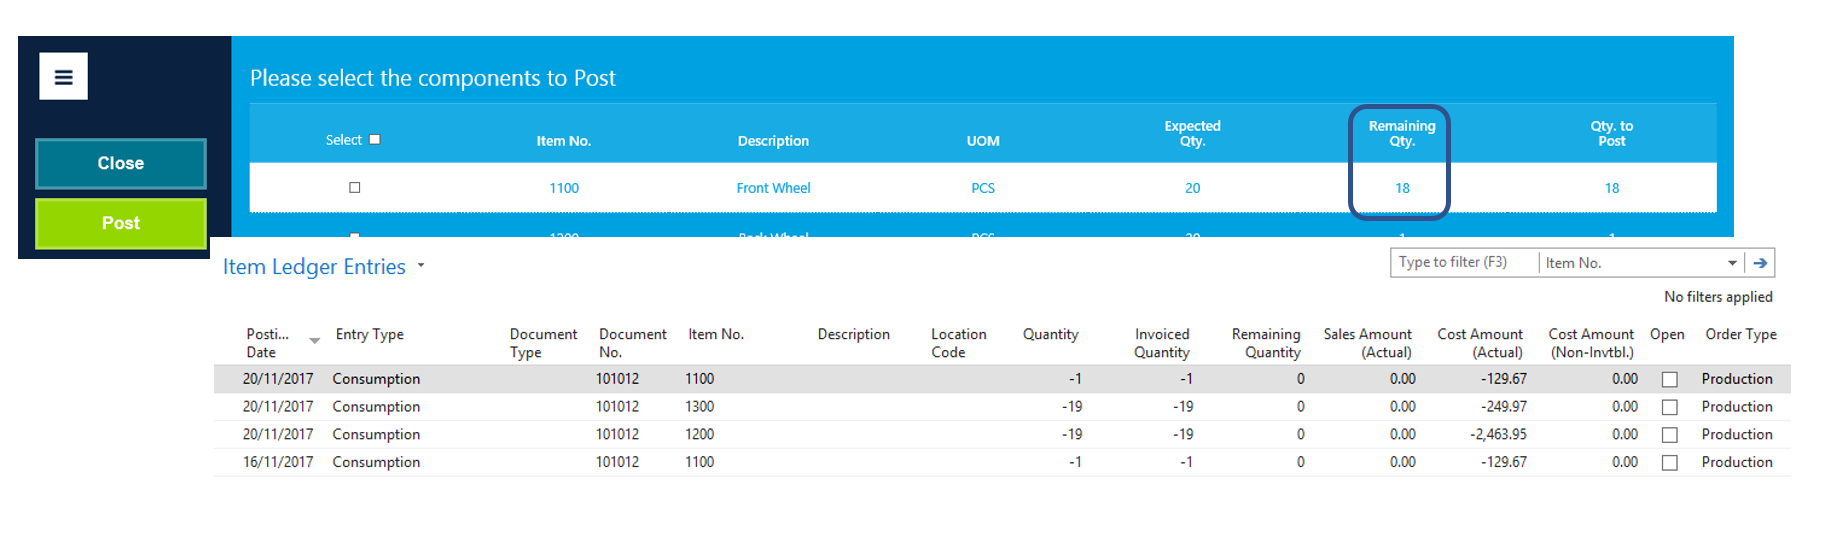 Please select the components to Post
Close
Post
Select Item No. Description UOM Expected Qty. Remaining Qty. Qty. to Post
1100 Front Wheel PCS 20 18 18
Item Ledger Entries
Type to filter (F3) Item No.
No filters applied
Posti... Date Entry Type Document Type Document No. Item No. Description Location Code Quantity Invoiced Quantity Remaining Quantity Sales Amount (Actual) Cost Amount (Actual) Cost Amount (Non-Invtbl.) Open Order Type
20/11/2017 Consumption 101012 1100 -1 -1 0 0.00 -129.67 0.00 Production
20/11/2017 Consumption 101012 1300 -19 -19 0 0.00 -249.97 0.00 Production
20/11/2017 Consumption 101012 1200 -19 -19 0 0.00 -2,463.95 0.00 Production
16/11/2017 Consumption 101012 1100 -1 -1 0 0.00 -129.67 0.00 Production